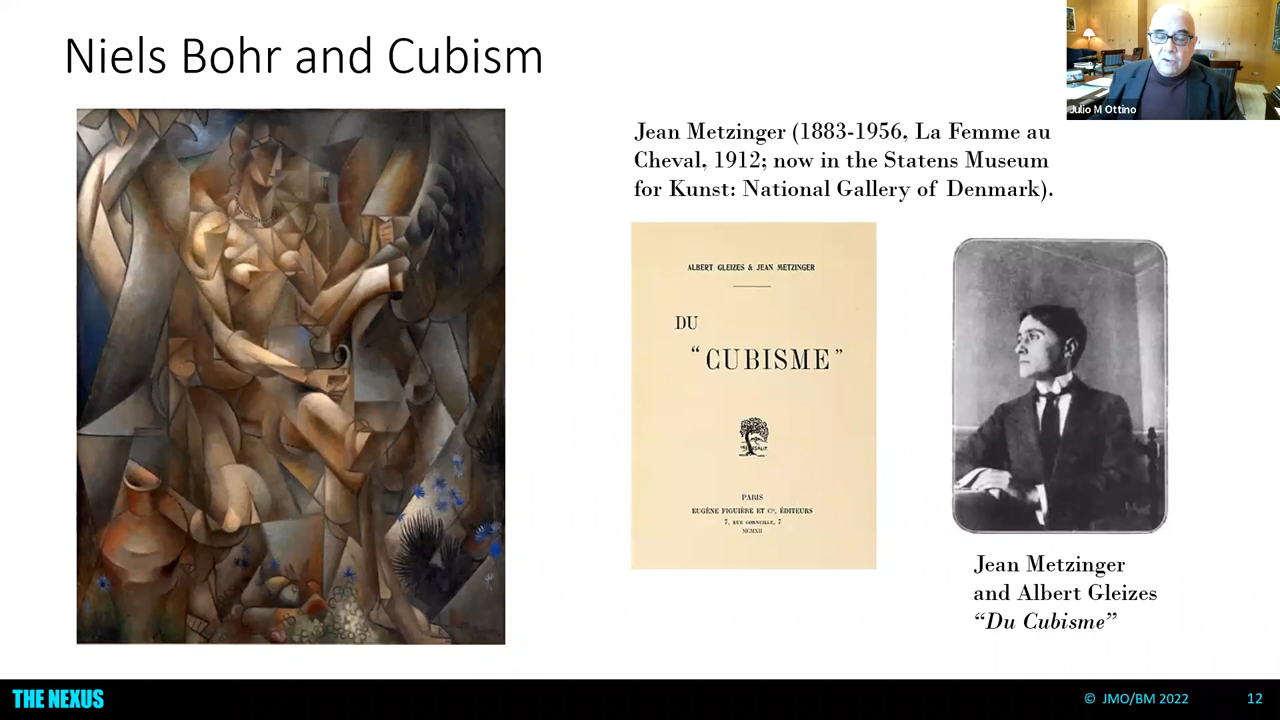 Niels Bohr and Cubism
Julio M Ottino
Jean Metzinger (1883-1956, La Femme au
Cheval, 1912; now in the Statens Museum
for Kunst: National Gallery of Denmark).
ALBERT GLEIZES & JEAN METZINGER
DU
“CUBISME”
PARIS
EUGÈNE FIGUIÈRE ET Cie, ÉDITEURS
7, RUE CORNEILLE, 7
MCMXII
Jean Metzinger
and Albert Gleizes
“Du Cubisme”
THE NEXUS
© JMO/BM 2022
12